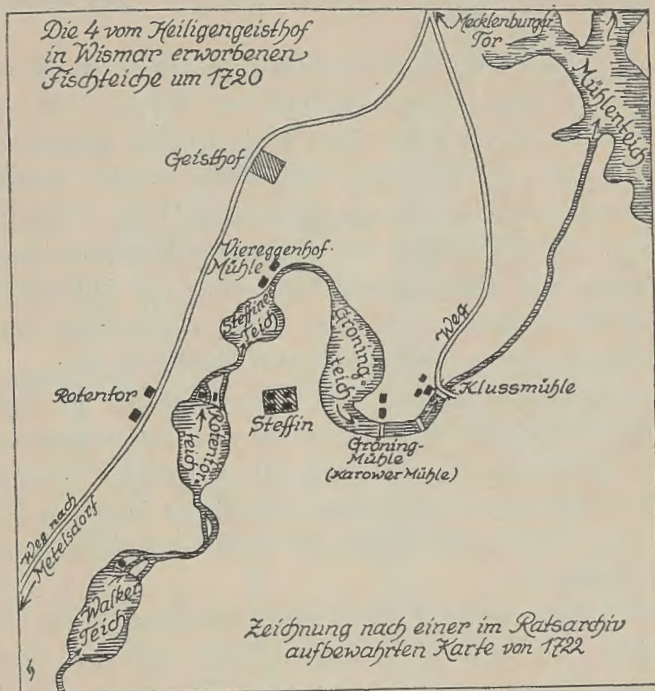 Die 4 vom Heiligengeisthof
in Wismar erworbenen
Fischteiche um 1720
Mecklenburger
Tor
Mühlenteich
Geisthof
Viereggenhof-
Mühle
Steffiner
Teich
Gröning-
teich
Weg
Rotentor
Rotentor-
teich
Steffin
Klussmühle
Gröning-
Mühle
(Karower Mühle)
Weg nach
Metelsdorf
Walker
Teich
Zeichnung nach einer im Ratsarchiv
aufbewahrten Karte von 1722